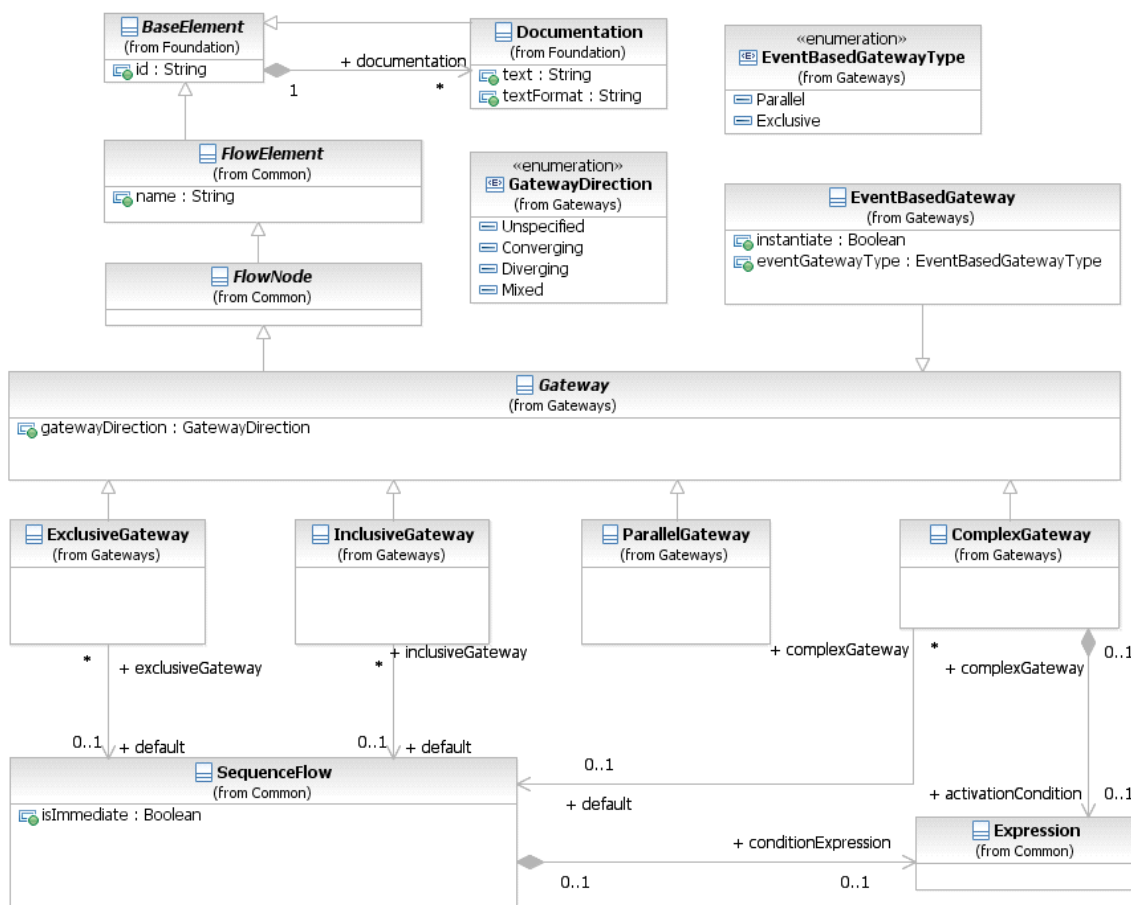 BaseElement
(from Foundation)
id : String
+ documentation
1
*
Documentation
(from Foundation)
text : String
textFormat : String
«enumeration»
EventBasedGatewayType
(from Gateways)
Parallel
Exclusive
FlowElement
(from Common)
name : String
«enumeration»
GatewayDirection
(from Gateways)
Unspecified
Converging
Diverging
Mixed
EventBasedGateway
(from Gateways)
instantiate : Boolean
eventGatewayType : EventBasedGatewayType
FlowNode
(from Common)
Gateway
(from Gateways)
gatewayDirection : GatewayDirection
ExclusiveGateway
(from Gateways)
InclusiveGateway
(from Gateways)
ParallelGateway
(from Gateways)
ComplexGateway
(from Gateways)
*
+ exclusiveGateway
*
+ inclusiveGateway
+ complexGateway
*
+ complexGateway
0..1
0..1
+ default
0..1
+ default
0..1
+ default
+ activationCondition
0..1
SequenceFlow
(from Common)
isImmediate : Boolean
+ conditionExpression
0..1
0..1
Expression
(from Common)